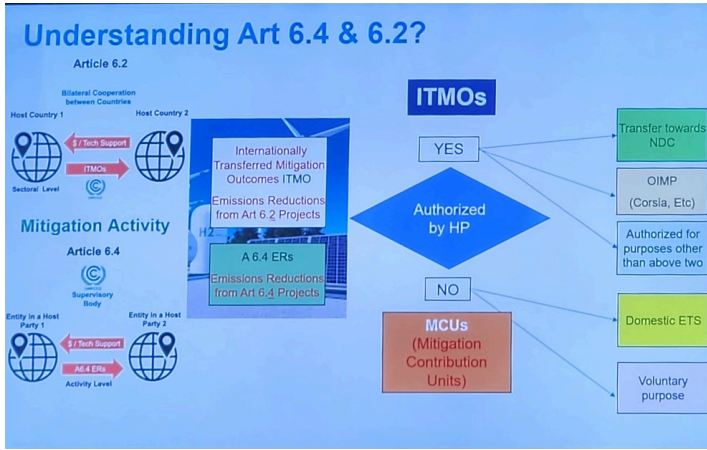 Understanding Art 6.4 & 6.2?
Article 6.2
Bilateral Cooperation
between Countries
Host Country 1
Host Country 2
$ / Tech Support
ITMOs
Sectoral Level
Mitigation Activity
Article 6.4
Supervisory
Body
Entity in a Host
Party 1
Entity in a Host
Party 2
$ / Tech Support
A6.4 ERs
Activity Level
Internationally
Transferred Mitigation
Outcomes ITMO
Emissions Reductions
from Art 6.2 Projects
H2
A 6.4 ERs
Emissions Reductions
from Art 6.4 Projects
ITMOs
YES
Authorized
by HP
NO
MCUs
(Mitigation
Contribution
Units)
Transfer towards
NDC
OIMP
(Corsia, Etc)
Authorized for
purposes other
than above two
Domestic ETS
Voluntary
purpose